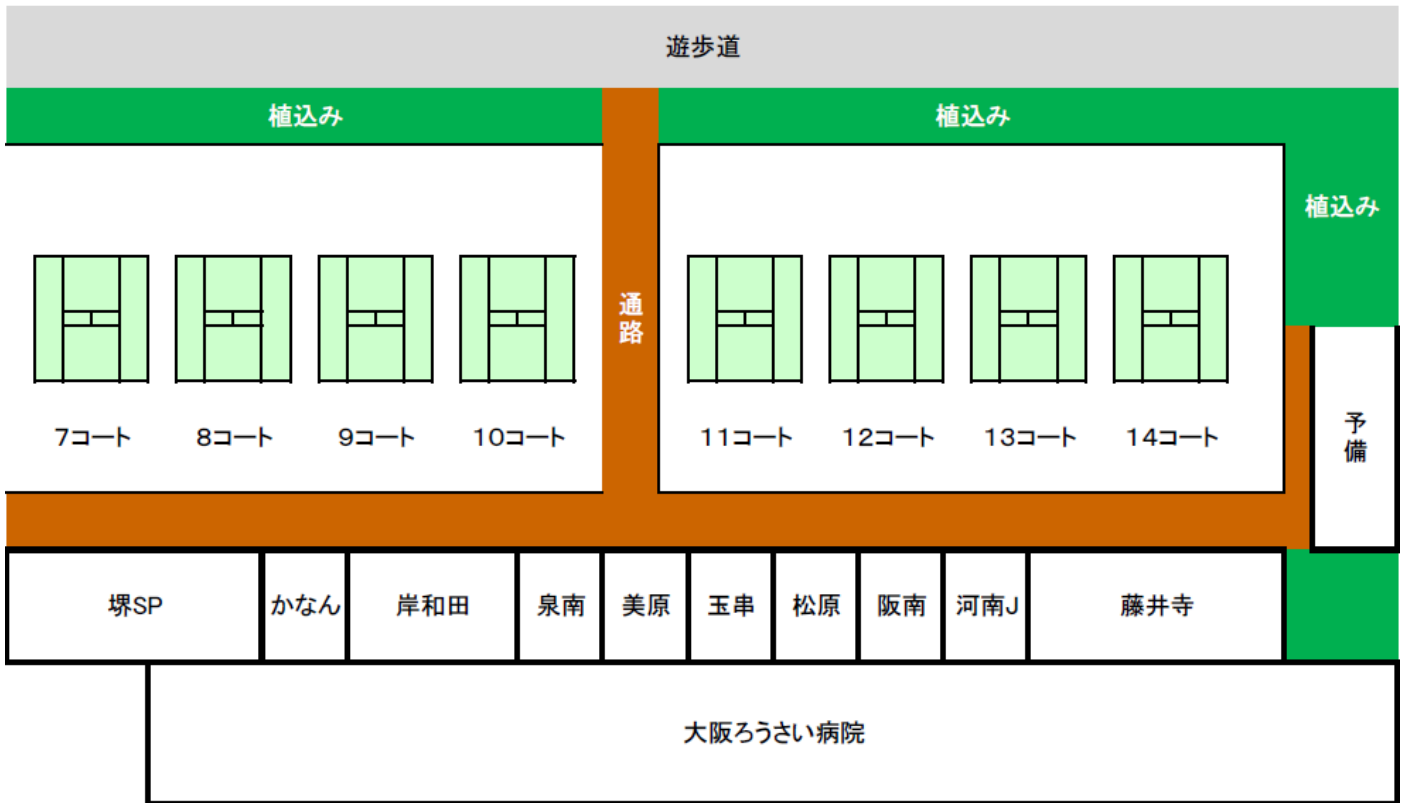 遊歩道
植込み
植込み
植込み
通路
7コート
8コート
9コート
10コート
11コート
12コート
13コート
14コート
予備
堺SP
かなん
岸和田
泉南
美原
玉串
松原
阪南
河南J
藤井寺
大阪ろうさい病院